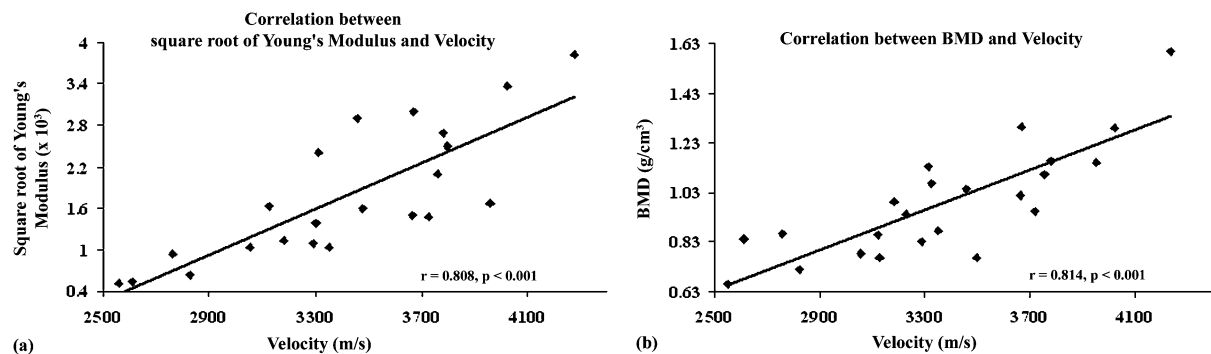 Correlation between
square root of Young's Modulus and Velocity
4
3.4
2.8
2.2
1.6
1
0.4
Square root of Young's
Modulus (x 10³)
r = 0.808, p < 0.001
2500 2900 3300 3700 4100
Velocity (m/s)
(a)
Correlation between BMD and Velocity
1.63
1.43
1.23
1.03
0.83
0.63
BMD (g/cm³)
r = 0.814, p < 0.001
2500 2900 3300 3700 4100
Velocity (m/s)
(b)